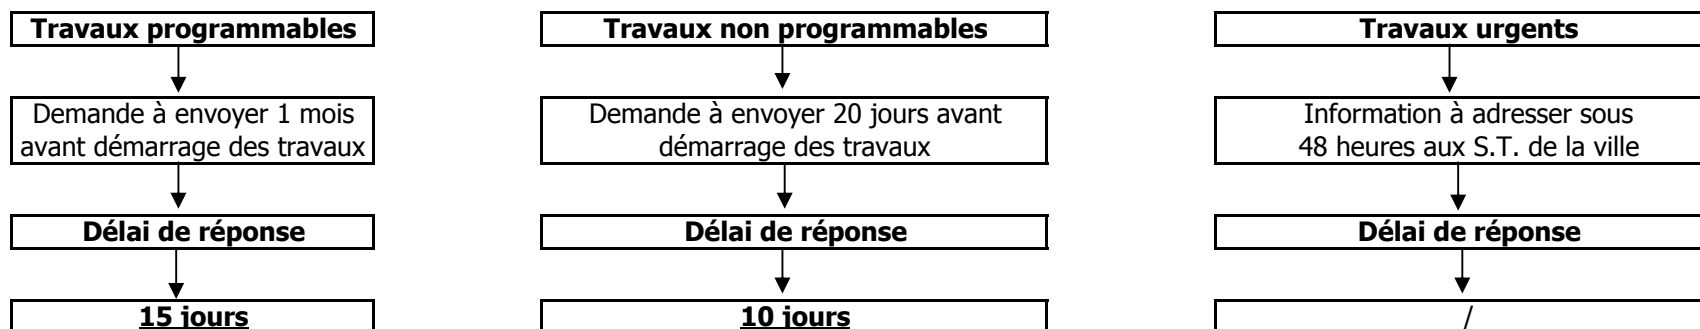 Travaux programmables
Demande à envoyer 1 mois
avant démarrage des travaux
Délai de réponse
15 jours
Travaux non programmables
Demande à envoyer 20 jours avant
démarrage des travaux
Délai de réponse
10 jours
Travaux urgents
Information à adresser sous
48 heures aux S.T. de la ville
Délai de réponse
/